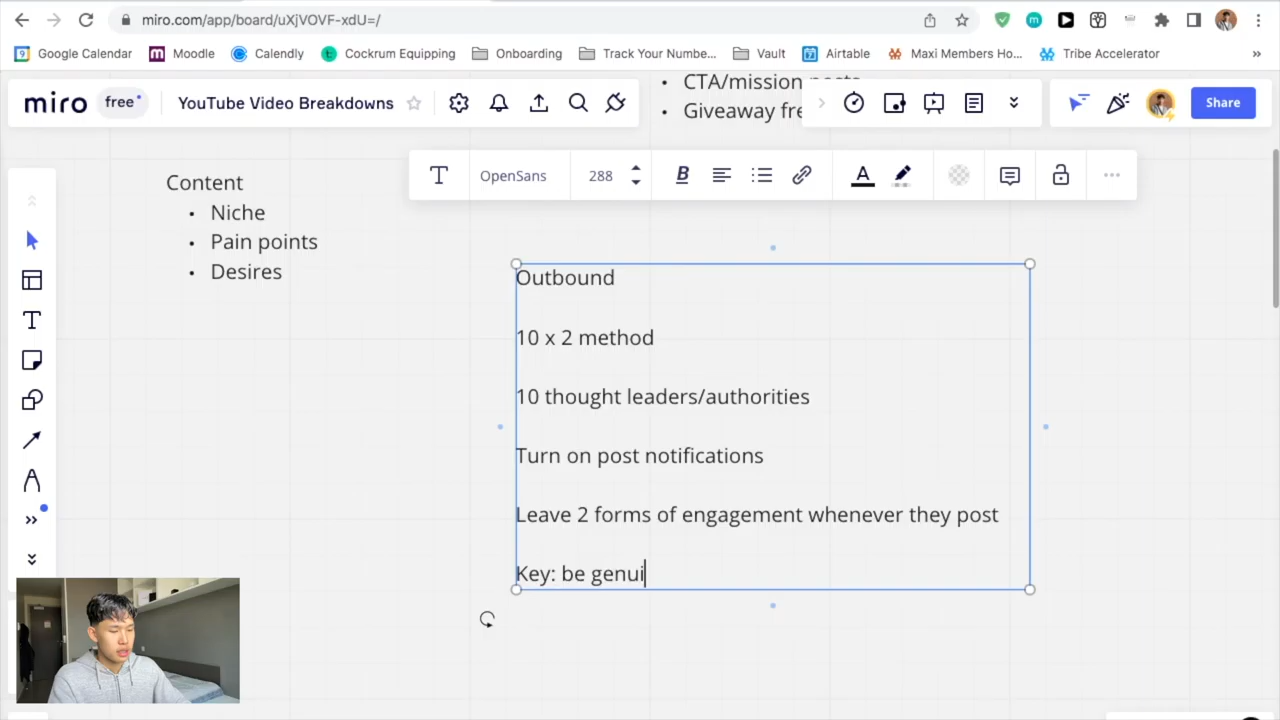 miro.com/app/board/uXjVOVF-xdU=/
Google Calendar
Moodle
Calendly
Cockrum Equipping
Onboarding
Track Your Numbe...
Vault
Airtable
Maxi Members Ho...
Tribe Accelerator
»
miro
free
YouTube Video Breakdowns
Share
• CTA/mission posts
• Giveaway fre
OpenSans
288
B
A
Content
• Niche
• Pain points
• Desires
Outbound
10 x 2 method
10 thought leaders/authorities
Turn on post notifications
Leave 2 forms of engagement whenever they post
Key: be genui